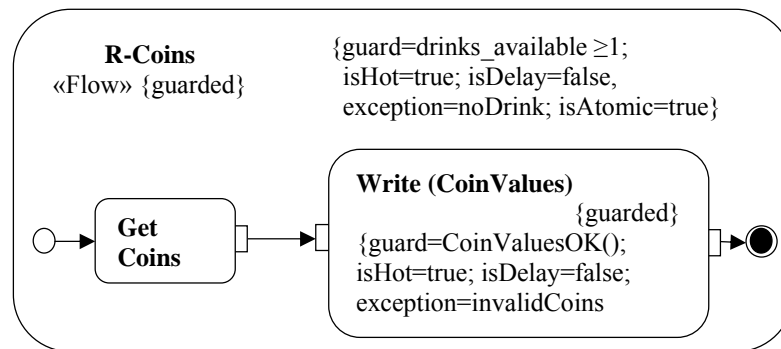 R-Coins
«Flow» {guarded}
{guard=drinks_available ≥1;
isHot=true; isDelay=false,
exception=noDrink; isAtomic=true}
Get
Coins
Write (CoinValues)
{guarded}
{guard=CoinValuesOK();
isHot=true; isDelay=false;
exception=invalidCoins